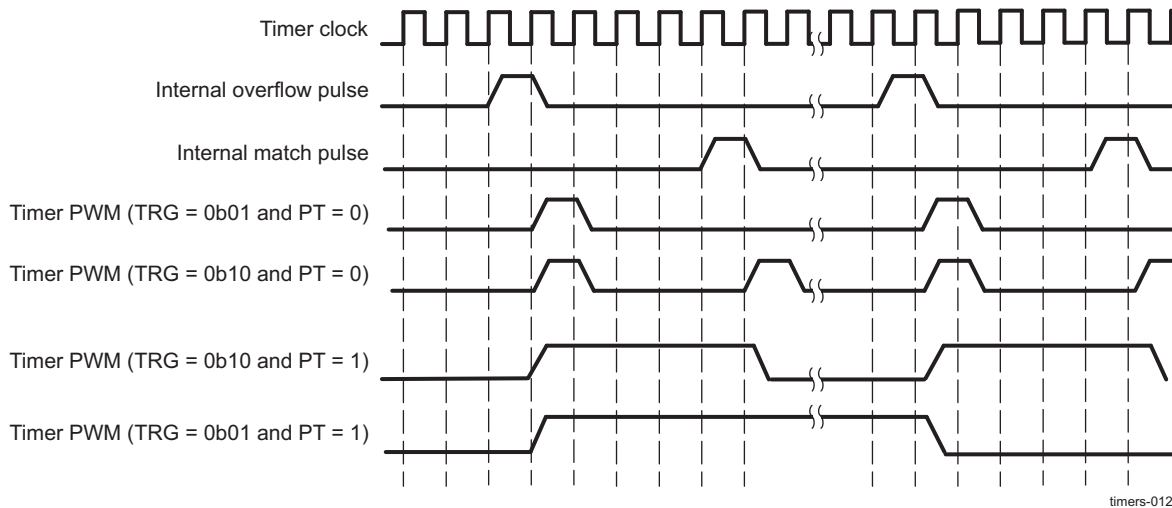 Timer clock
Internal overflow pulse
Internal match pulse
Timer PWM (TRG = 0b01 and PT = 0)
Timer PWM (TRG = 0b10 and PT = 0)
Timer PWM (TRG = 0b10 and PT = 1)
Timer PWM (TRG = 0b01 and PT = 1)
timers-012